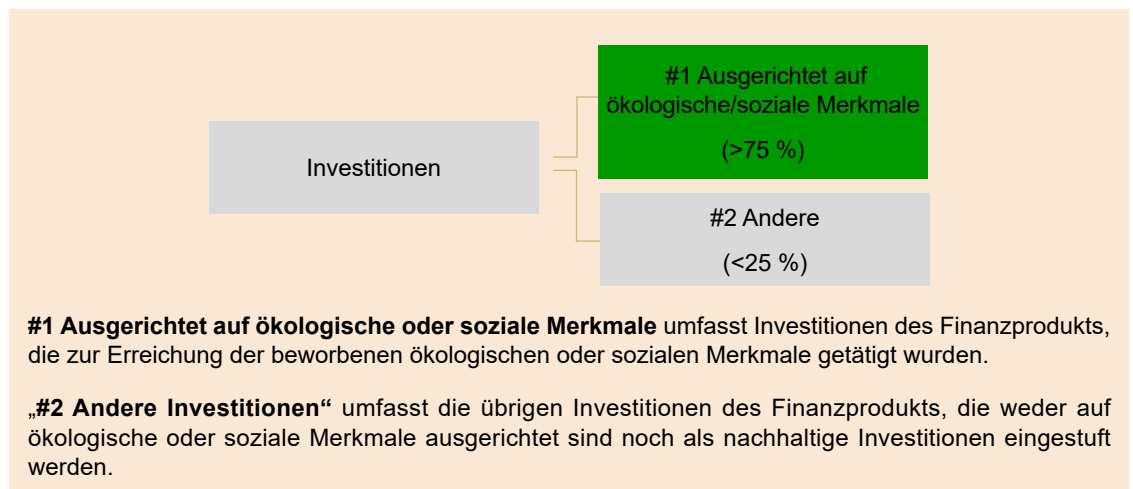 #1 Ausgerichtet auf
ökologische/soziale Merkmale
(>75 %)
Investitionen
#2 Andere
(<25 %)
#1 Ausgerichtet auf ökologische oder soziale Merkmale umfasst Investitionen des Finanzprodukts,
die zur Erreichung der beworbenen ökologischen oder sozialen Merkmale getätigt wurden.
„#2 Andere Investitionen“ umfasst die übrigen Investitionen des Finanzprodukts, die weder auf
ökologische oder soziale Merkmale ausgerichtet sind noch als nachhaltige Investitionen eingestuft
werden.